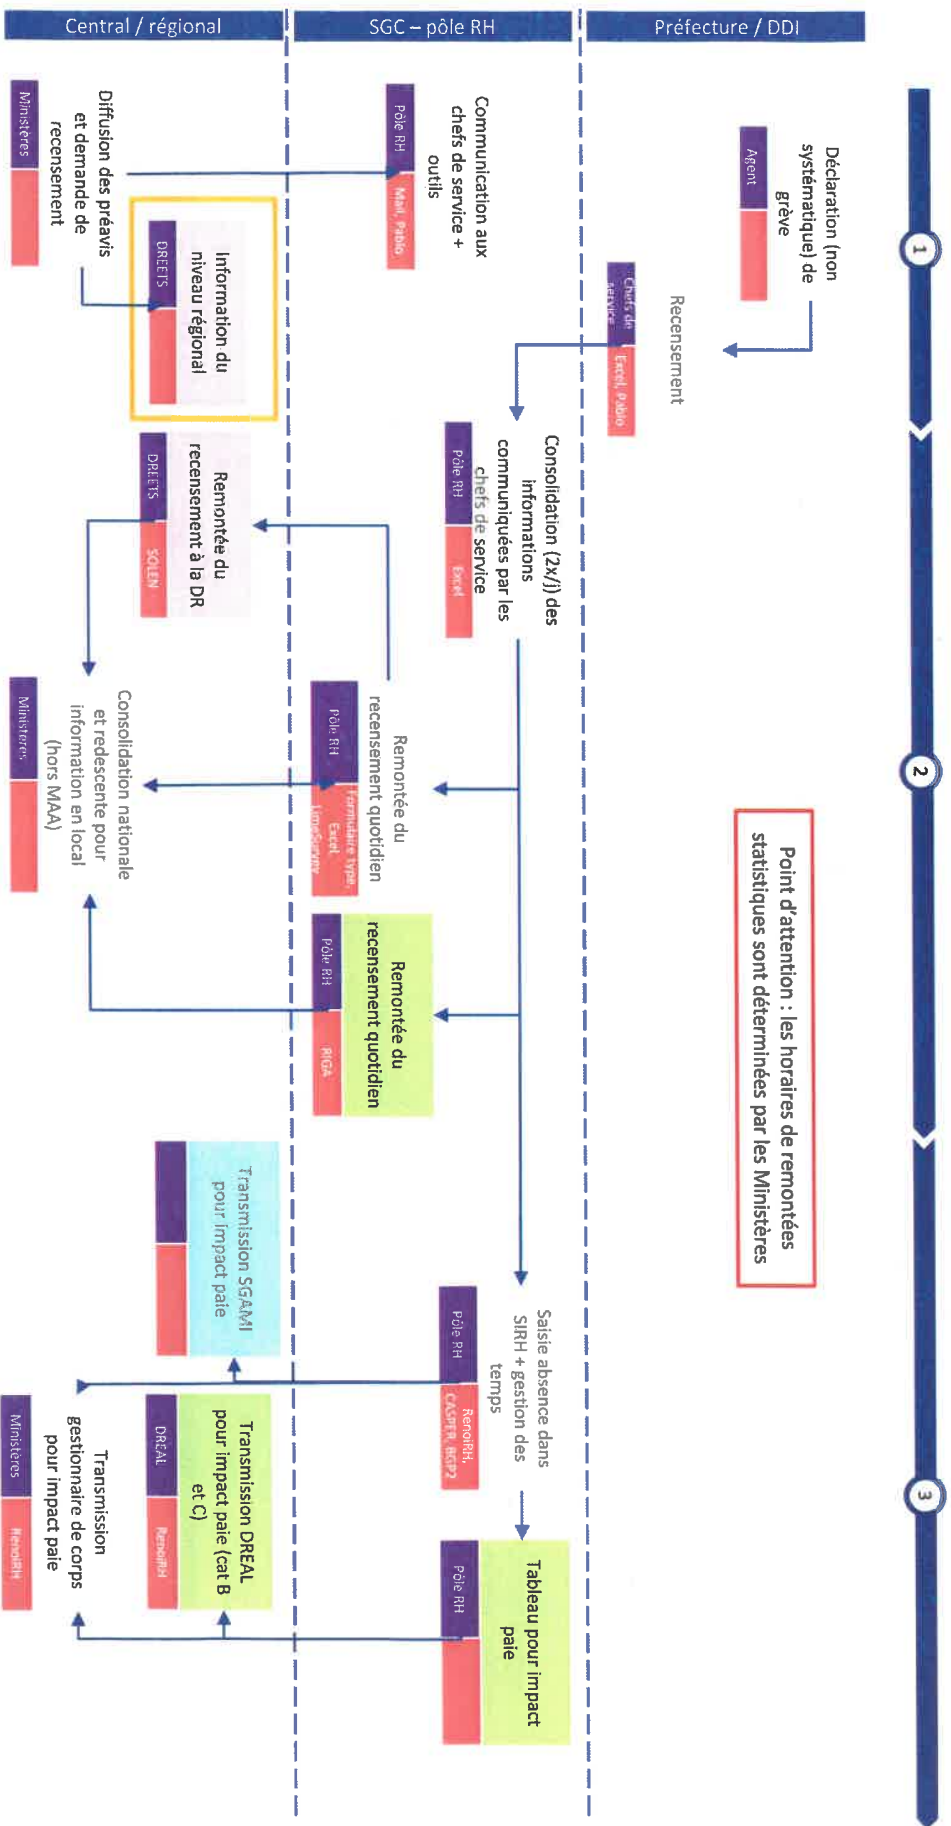 1
2
3
Préfecture / DDI
Déclaration (non
systématique) de
grève
Agent
Recensement
Chefs de
service
Excel, Pablo
Point d'attention : les horaires de remontées
statistiques sont déterminées par les Ministères
SGC – pôle RH
Communication aux
chefs de service +
outils
Pôle RH
Mail, Pablo
Consolidation (2x/j) des
informations
communiquées par les
chefs de service
Pôle RH
Excel
Remontée du
recensement quotidien
Pôle RH
Formulaire type,
Excel
LimeSurvey
Remontée du
recensement quotidien
Pôle RH
RIGA
Saisie absence dans
SIRH + gestion des
temps
Pôle RH
RenoiRH,
CASPER, BGP2
Tableau pour impact
paie
Pôle RH
Central / régional
Diffusion des préavis
et demande de
recensement
Ministères
Information du
niveau régional
DREETS
Remontée du
recensement à la DR
DREETS
SOLEN
Consolidation nationale
et redescente pour
information en local
(hors MAA)
Ministères
Transmission SGAMI
pour impact paie
Transmission DREAL
pour impact paie (cat B
et C)
DREAL
RenoiRH
Transmission
gestionnaire de corps
pour impact paie
Ministères
RenoiRH